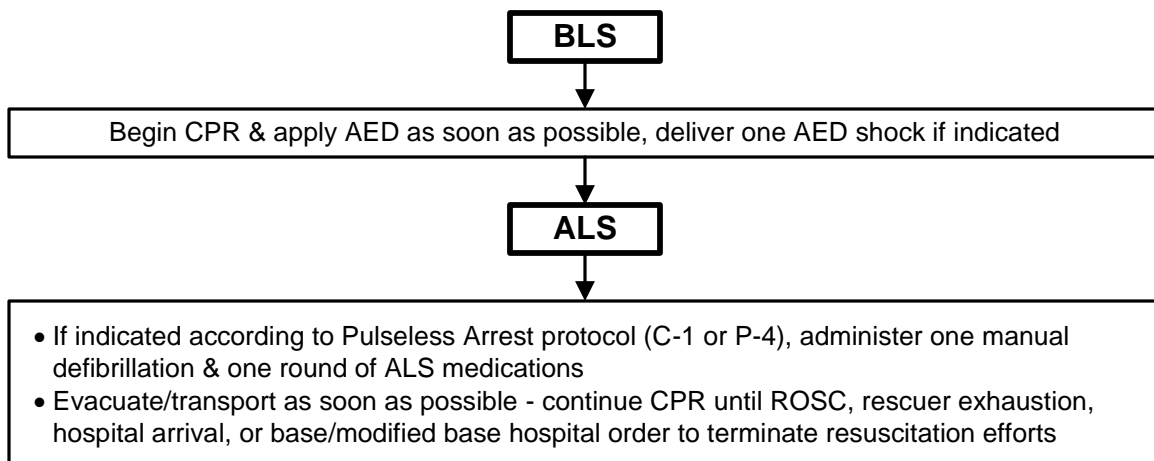 BLS
Begin CPR & apply AED as soon as possible, deliver one AED shock if indicated
ALS
• If indicated according to Pulseless Arrest protocol (C-1 or P-4), administer one manual
defibrillation & one round of ALS medications
• Evacuate/transport as soon as possible - continue CPR until ROSC, rescuer exhaustion,
hospital arrival, or base/modified base hospital order to terminate resuscitation efforts